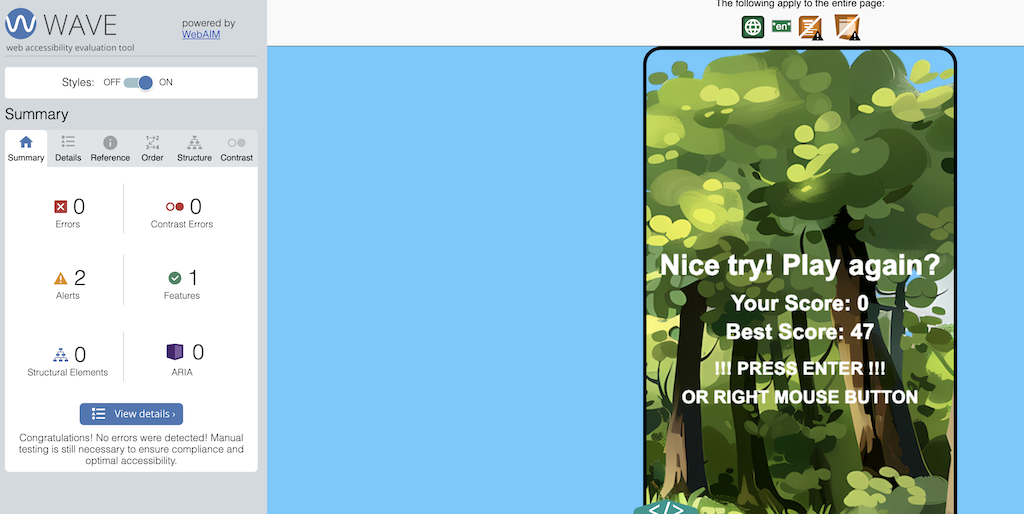 WAVE
powered by
WebAIM
web accessibility evaluation tool
Styles: OFF ON
Summary
Summary Details Reference Order Structure Contrast
0 0
Errors Contrast Errors
2 1
Alerts Features
0 0
Structural Elements ARIA
View details ›
Congratulations! No errors were detected! Manual
testing is still necessary to ensure compliance and
optimal accessibility.
The following apply to the entire page:
"en"
Nice try! Play again?
Your Score: 0
Best Score: 47
!!! PRESS ENTER !!!
OR RIGHT MOUSE BUTTON
</>